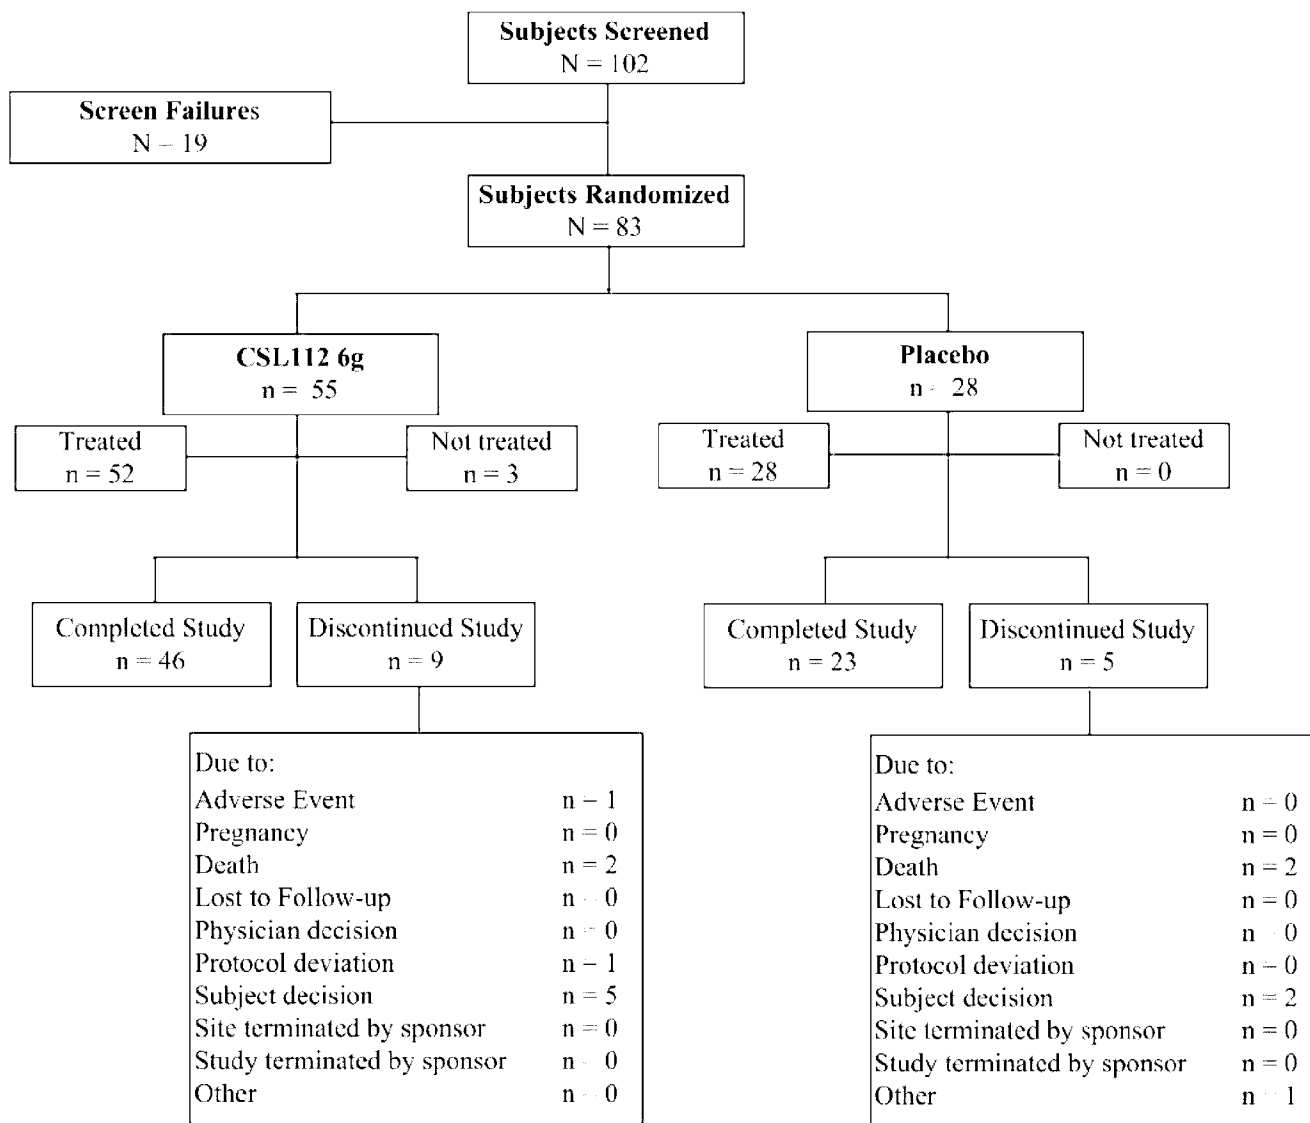 Subjects Screened
N = 102
Screen Failures
N = 19
Subjects Randomized
N = 83
CSL112 6g
n = 55
Placebo
n = 28
Treated
n = 52
Not treated
n = 3
Treated
n = 28
Not treated
n = 0
Completed Study
n = 46
Discontinued Study
n = 9
Completed Study
n = 23
Discontinued Study
n = 5
Due to:
Adverse Event n = 1
Pregnancy n = 0
Death n = 2
Lost to Follow-up n = 0
Physician decision n = 0
Protocol deviation n = 1
Subject decision n = 5
Site terminated by sponsor n = 0
Study terminated by sponsor n = 0
Other n = 0
Due to:
Adverse Event n = 0
Pregnancy n = 0
Death n = 2
Lost to Follow-up n = 0
Physician decision n = 0
Protocol deviation n = 0
Subject decision n = 2
Site terminated by sponsor n = 0
Study terminated by sponsor n = 0
Other n = 1